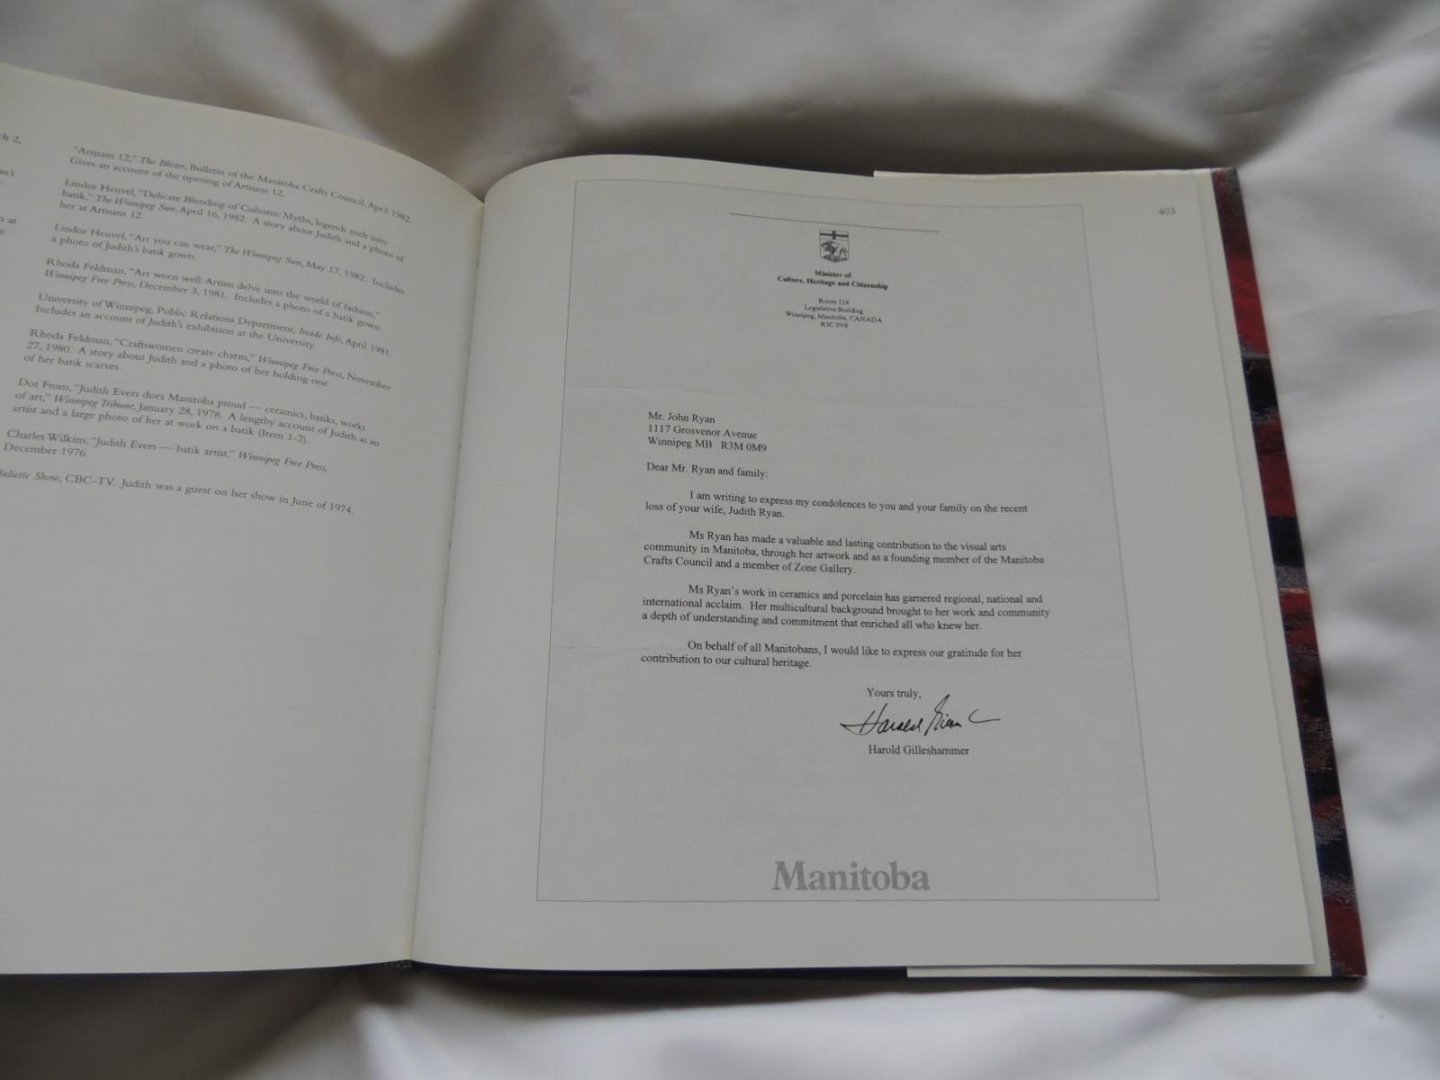 ch 2,
at
"Artisans 12," The Blues, Bulletin of the Manitoba Crafts Council, April 1982.
Gives an account of the opening of Artisans 12.
Lindor Heuvel, "Delicate Blending of Cultures: Myths, legends melt into
batik," The Winnipeg Sun, April 16, 1982. A story about Judith and a photo of
her at Artisans 12.
Lindor Heuvel, "Art you can wear," The Winnipeg Sun, May 17, 1982. Includes
a photo of Judith's batik gown.
Rhoda Feldman, "Art worn well: Artists delve into the world of fashion,"
Winnipeg Free Press, December 3, 1981. Includes a photo of a batik gown.
University of Winnipeg, Public Relations Department, Inside Info, April 1981.
Includes an account of Judith's exhibition at the University.
Rhoda Feldman, "Craftswomen create charm," Winnipeg Free Press, November
27, 1980. A story about Judith and a photo of her holding one
of her batik scarves.
Dot From, "Judith Evers does Manitoba proud — ceramics, batiks, works
of art," Winnipeg Tribune, January 28, 1978. A lengthy account of Judith as an
artist and a large photo of her at work on a batik (Item 1-2).
Charles Wilkins, "Judith Evers — batik artist," Winnipeg Free Press,
December 1976.
Juliette Show, CBC-TV. Judith was a guest on her show in June of 1974.
403
Minister of
Culture, Heritage and Citizenship
Room 118
Legislative Building
Winnipeg, Manitoba, CANADA
R3C 0V8
Mr. John Ryan
1117 Grosvenor Avenue
Winnipeg MB R3M 0M9
Dear Mr. Ryan and family:
I am writing to express my condolences to you and your family on the recent
loss of your wife, Judith Ryan.
Ms Ryan has made a valuable and lasting contribution to the visual arts
community in Manitoba, through her artwork and as a founding member of the Manitoba
Crafts Council and a member of Zone Gallery.
Ms Ryan's work in ceramics and porcelain has garnered regional, national and
international acclaim. Her multicultural background brought to her work and community
a depth of understanding and commitment that enriched all who knew her.
On behalf of all Manitobans, I would like to express our gratitude for her
contribution to our cultural heritage.
Yours truly,
Harold
Harold Gilleshammer
Manitoba